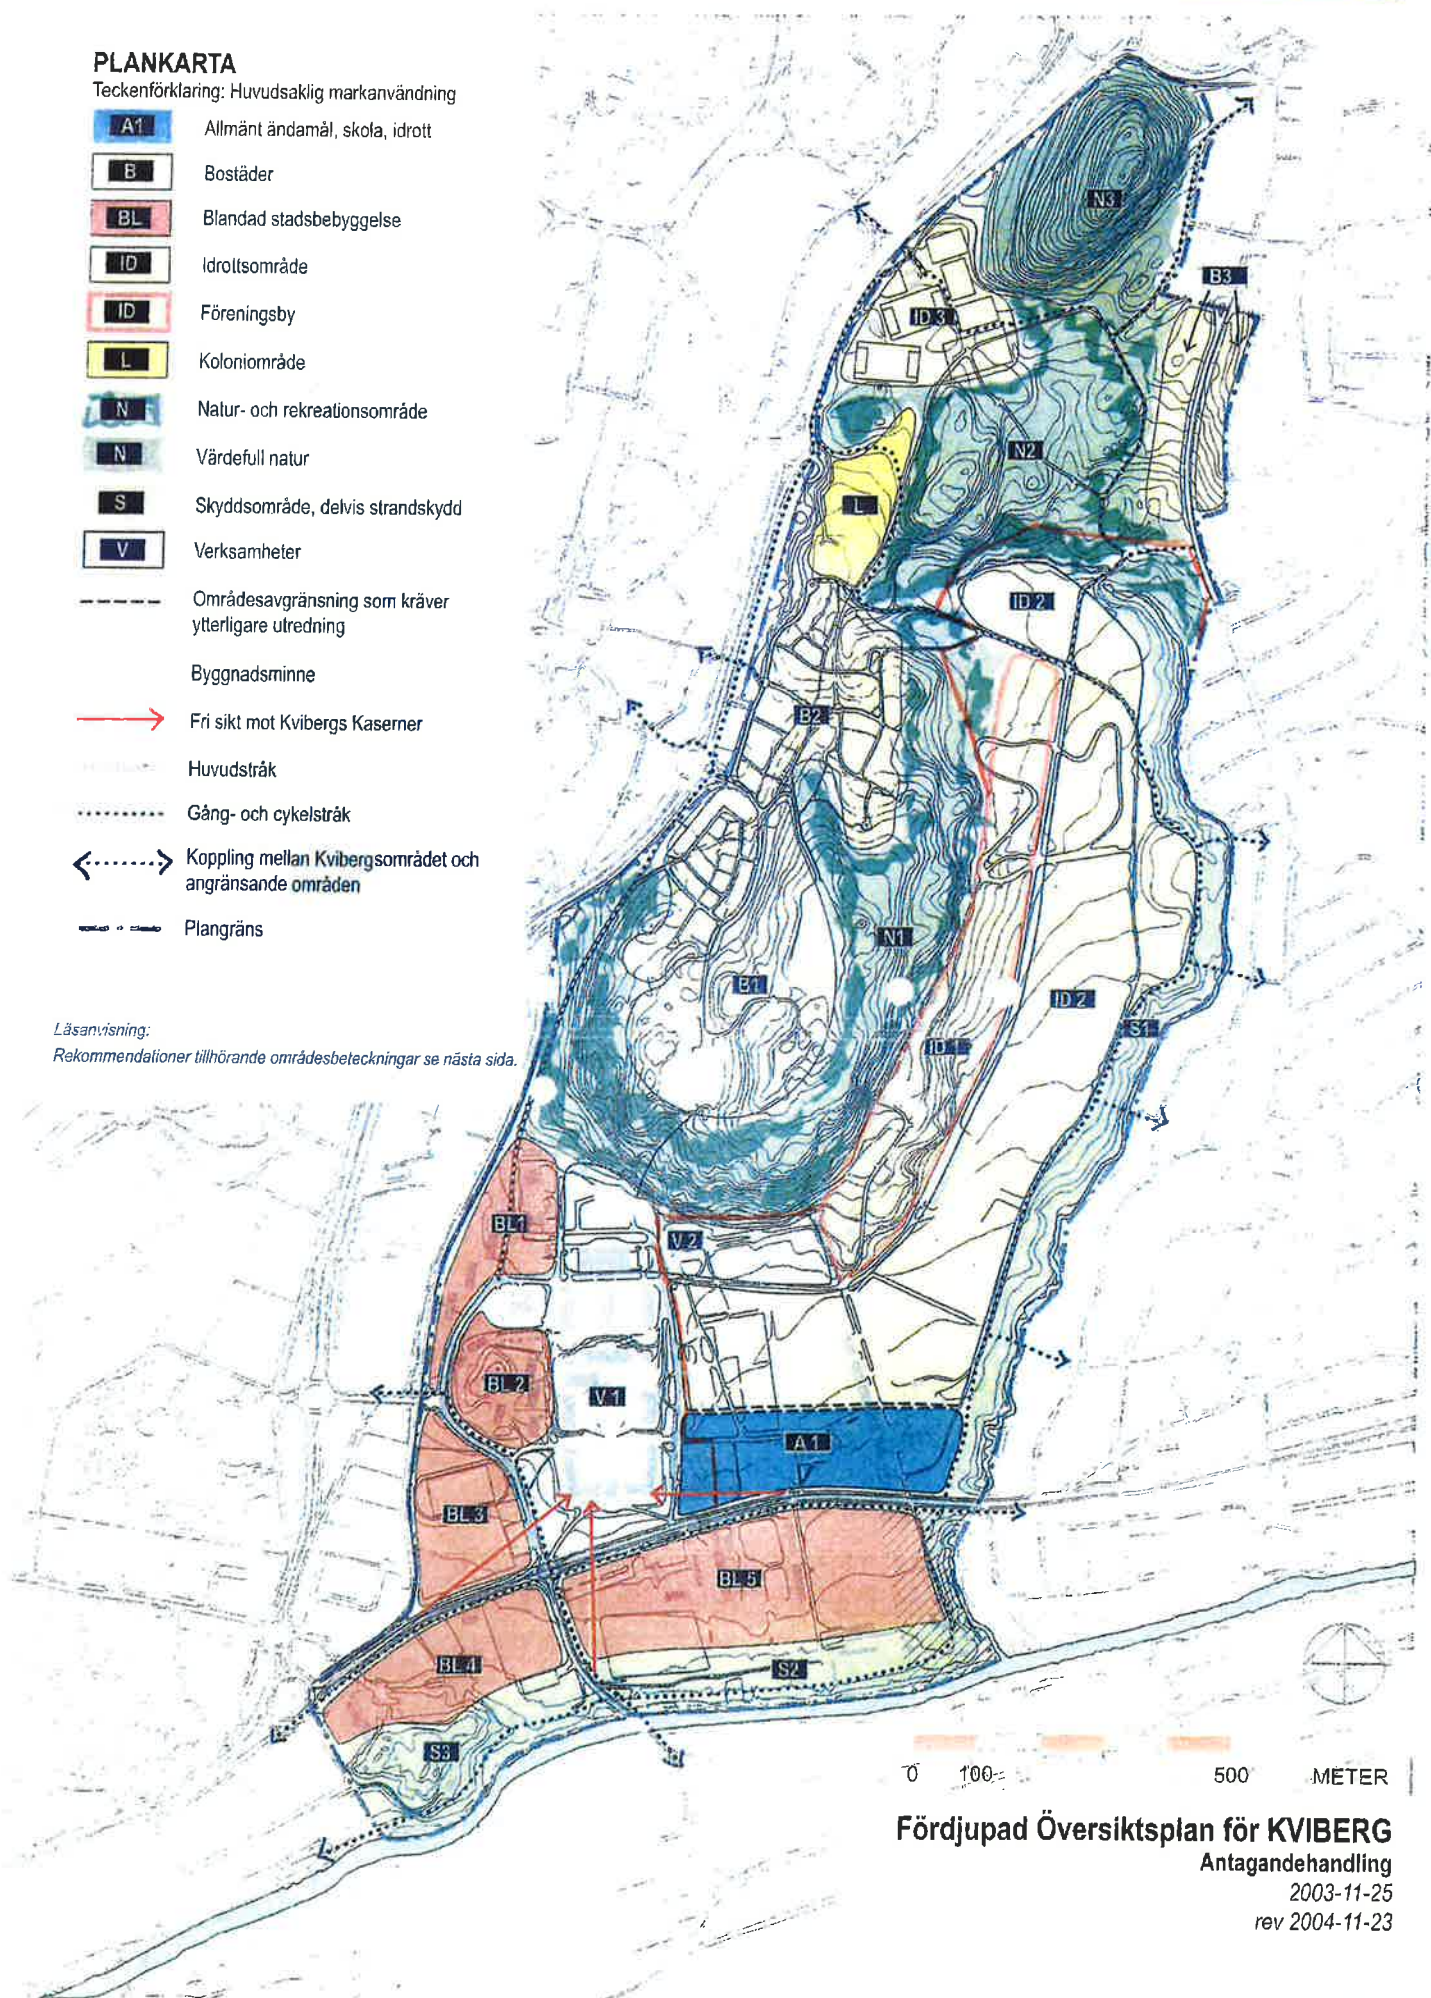 PLANKARTA
Teckenförklaring: Huvudsaklig markanvändning
A1 Allmänt ändamål, skola, idrott
B Bostäder
BL Blandad stadsbebyggelse
ID Idrottsområde
ID Föreningsby
L Koloniområde
N Natur- och rekreationsområde
N Värdefull natur
S Skyddsområde, delvis strandskydd
V Verksamheter
Områdesavgränsning som kräver
ytterligare utredning
Byggnadsminne
Fri sikt mot Kvibergs Kaserner
Huvudstråk
Gång- och cykelstråk
Koppling mellan Kvibergsområdet och
angränsande områden
Plangräns
Läsanvisning:
Rekommendationer tillhörande områdesbeteckningar se nästa sida.
N3
B3
ID 3
N2
L
ID 2
B2
N1
B1
ID 2
S1
ID 1
BL1
V 2
BL 2
V 1
A 1
BL 3
BL 5
BL 4
S2
S3
0 100 500 METER
Fördjupad Översiktsplan för KVIBERG
Antagandehandling
2003-11-25
rev 2004-11-23